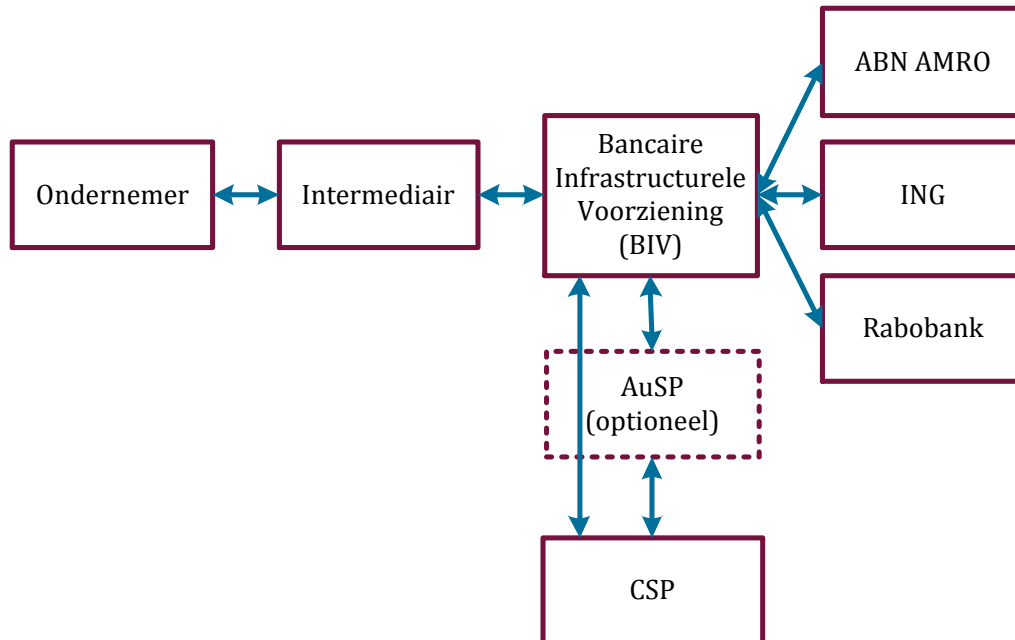 ABN AMRO
Ondernemer
Intermediair
Bancaire
Infrastructurele
Voorziening
(BIV)
ING
Rabobank
AuSP
(optioneel)
CSP